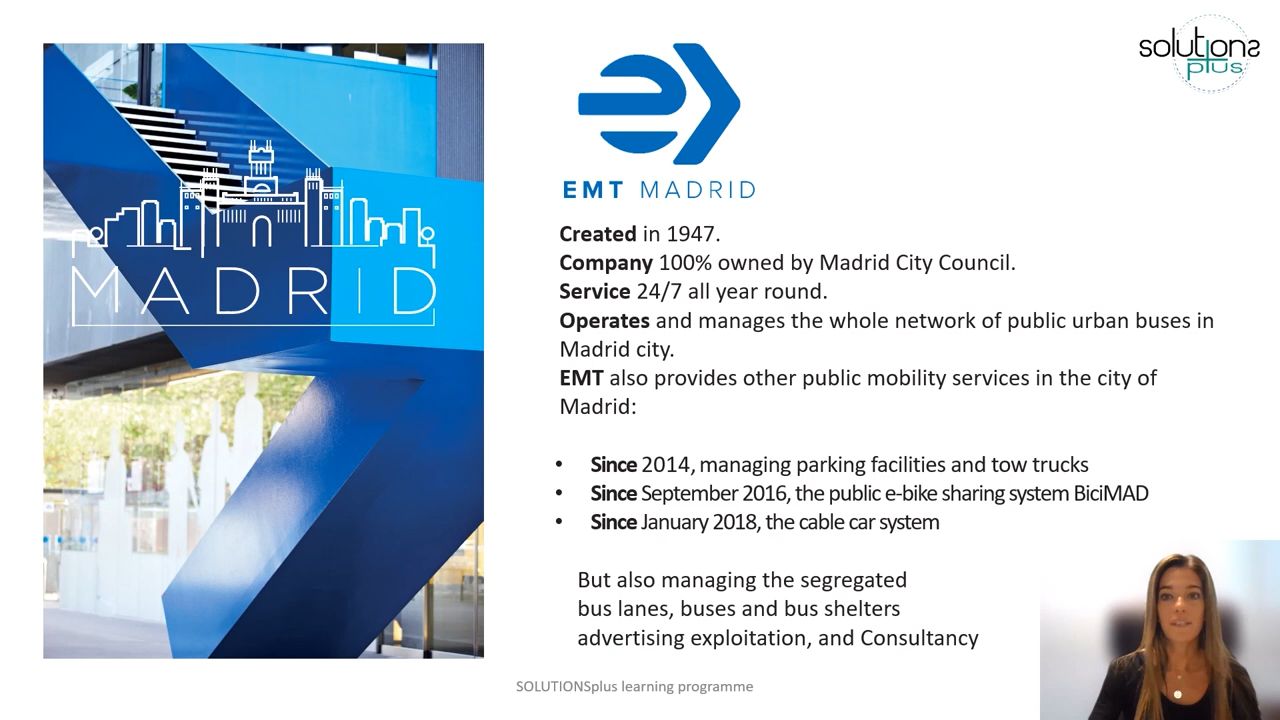 solutions
plus
MADRID
EMT MADRID
Created in 1947.
Company 100% owned by Madrid City Council.
Service 24/7 all year round.
Operates and manages the whole network of public urban buses in
Madrid city.
EMT also provides other public mobility services in the city of
Madrid:
• Since 2014, managing parking facilities and tow trucks
• Since September 2016, the public e-bike sharing system BiciMAD
• Since January 2018, the cable car system
But also managing the segregated
bus lanes, buses and bus shelters
advertising exploitation, and Consultancy
SOLUTIONSplus learning programme